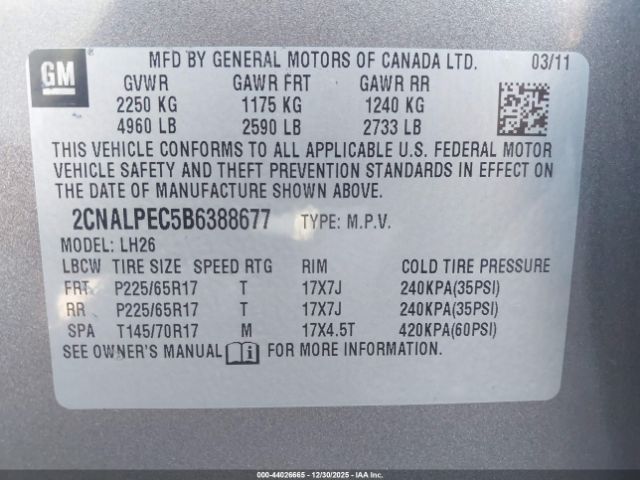 GM
MFD BY GENERAL MOTORS OF CANADA LTD. 03/11
GVWR GAWR FRT GAWR RR
2250 KG 1175 KG 1240 KG
4960 LB 2590 LB 2733 LB
THIS VEHICLE CONFORMS TO ALL APPLICABLE U.S. FEDERAL MOTOR
VEHICLE SAFETY AND THEFT PREVENTION STANDARDS IN EFFECT ON
THE DATE OF MANUFACTURE SHOWN ABOVE.
2CNALPEC5B6388677 TYPE: M.P.V.
MODEL: LH26
LBCW TIRE SIZE SPEED RTG RIM COLD TIRE PRESSURE
FRT P225/65R17 T 17X7J 240KPA(35PSI)
RR P225/65R17 T 17X7J 240KPA(35PSI)
SPA T145/70R17 M 17X4.5T 420KPA(60PSI)
SEE OWNER'S MANUAL i FOR MORE INFORMATION.
000-44026665 - 12/30/2025 - IAAI.COM